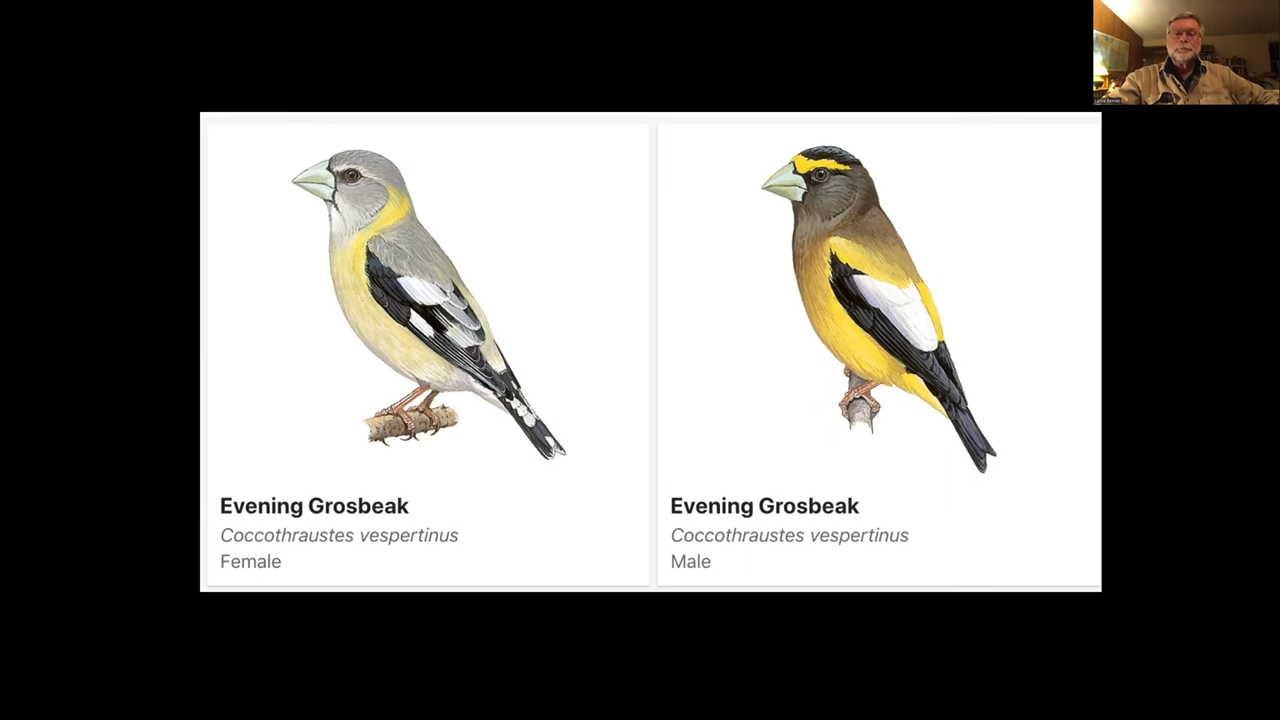 Evening Grosbeak
Coccothraustes vespertinus
Female
Evening Grosbeak
Coccothraustes vespertinus
Male